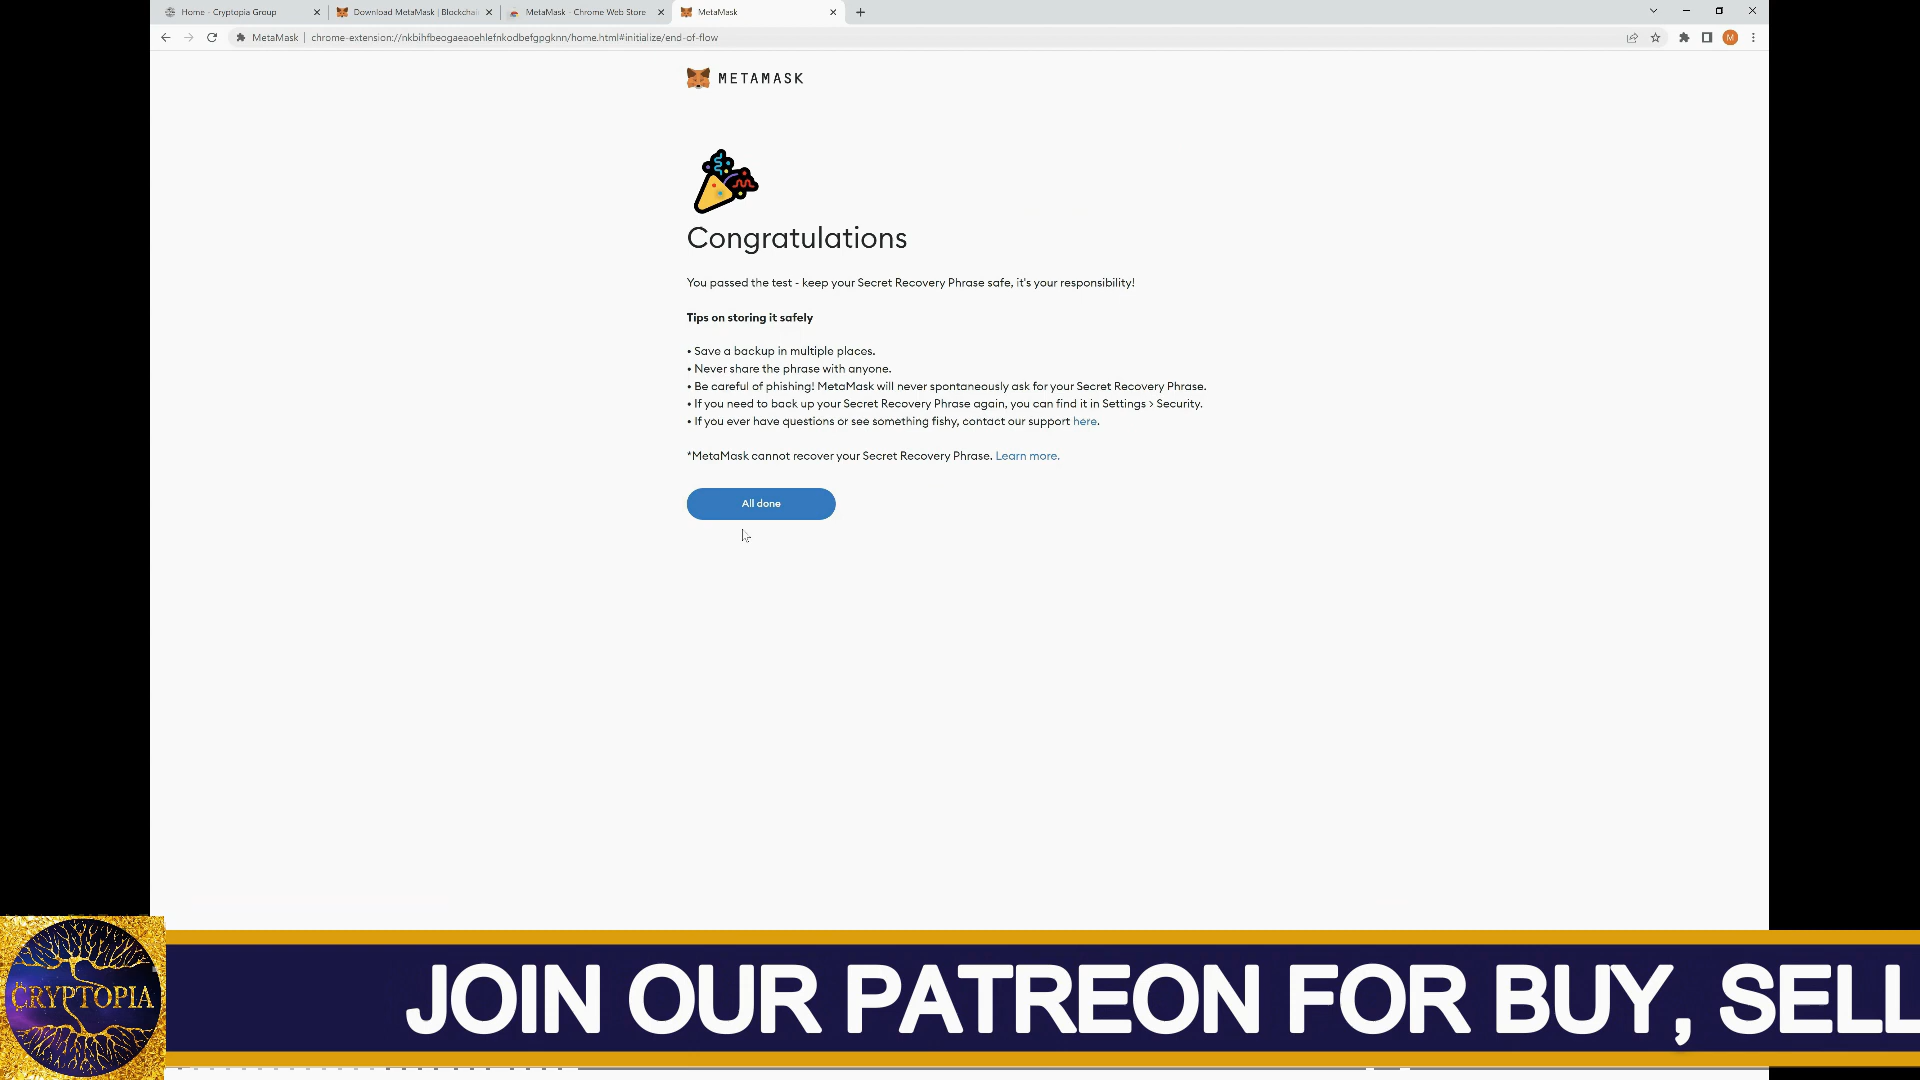 Home - Cryptopia Group
Download MetaMask | Blockchai
MetaMask - Chrome Web Store
MetaMask
MetaMask | chrome-extension://nkbihfbeogaeaoehlefnkodbefgpgknn/home.html#initialize/end-of-flow
M
METAMASK
Congratulations
You passed the test - keep your Secret Recovery Phrase safe, it's your responsibility!
Tips on storing it safely
• Save a backup in multiple places.
• Never share the phrase with anyone.
• Be careful of phishing! MetaMask will never spontaneously ask for your Secret Recovery Phrase.
• If you need to back up your Secret Recovery Phrase again, you can find it in Settings > Security.
• If you ever have questions or see something fishy, contact our support here.
*MetaMask cannot recover your Secret Recovery Phrase. Learn more.
All done
CRYPTOPIA
JOIN OUR PATREON FOR BUY, SELL